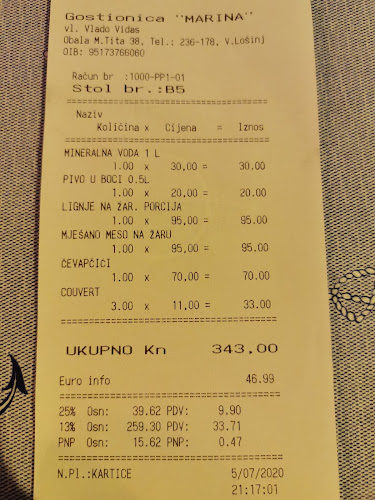 Gostionica "MARINA"
vl. Vlado Vidas
Obala M.Tita 38, Tel.: 236-178, V.Lošinj
OIB: 95173766060
Račun br :1000-PP1-01
Stol br.:B5
Naziv
Količina x Cijena = Iznos
MINERALNA VODA 1 L
1.00 x 30,00 = 30.00
PIVO U BOCI 0.5L
1.00 x 20,00 = 20.00
LIGNJE NA ŽAR. PORCIJA
1.00 x 95,00 = 95.00
MJEŠANO MESO NA ŽARU
1.00 x 95,00 = 95.00
ČEVAPČIĆI
1.00 x 70,00 = 70.00
COUVERT
3.00 x 11,00 = 33.00
UKUPNO Kn 343.00
Euro info 46.99
25% Osn: 39.62 PDV: 9.90
13% Osn: 259.30 PDV: 33.71
PNP Osn: 15.62 PNP: 0.47
N.Pl.:KARTICE 5/07/2020
21:17:01